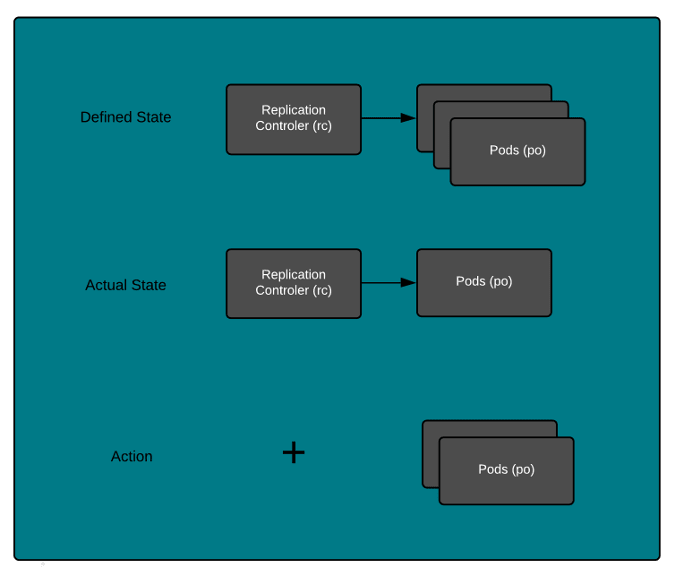 Defined State
Replication
Controler (rc)
Pods (po)
Actual State
Replication
Controler (rc)
Pods (po)
Action
+
Pods (po)